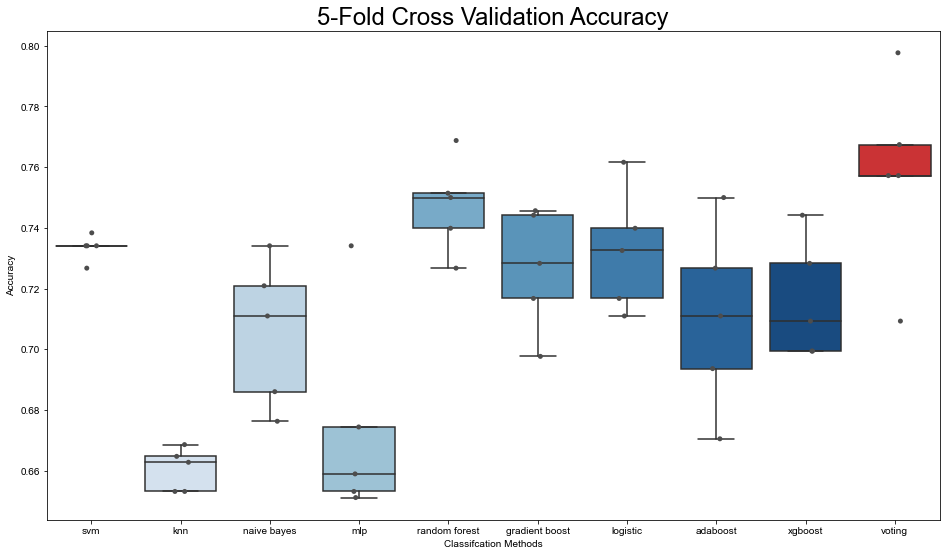 5-Fold Cross Validation Accuracy
0.80
0.78
0.76
0.74
0.72
0.70
0.68
0.66
Accuracy
svm knn naive bayes mlp random forest gradient boost logistic adaboost xgboost voting
Classifcation Methods